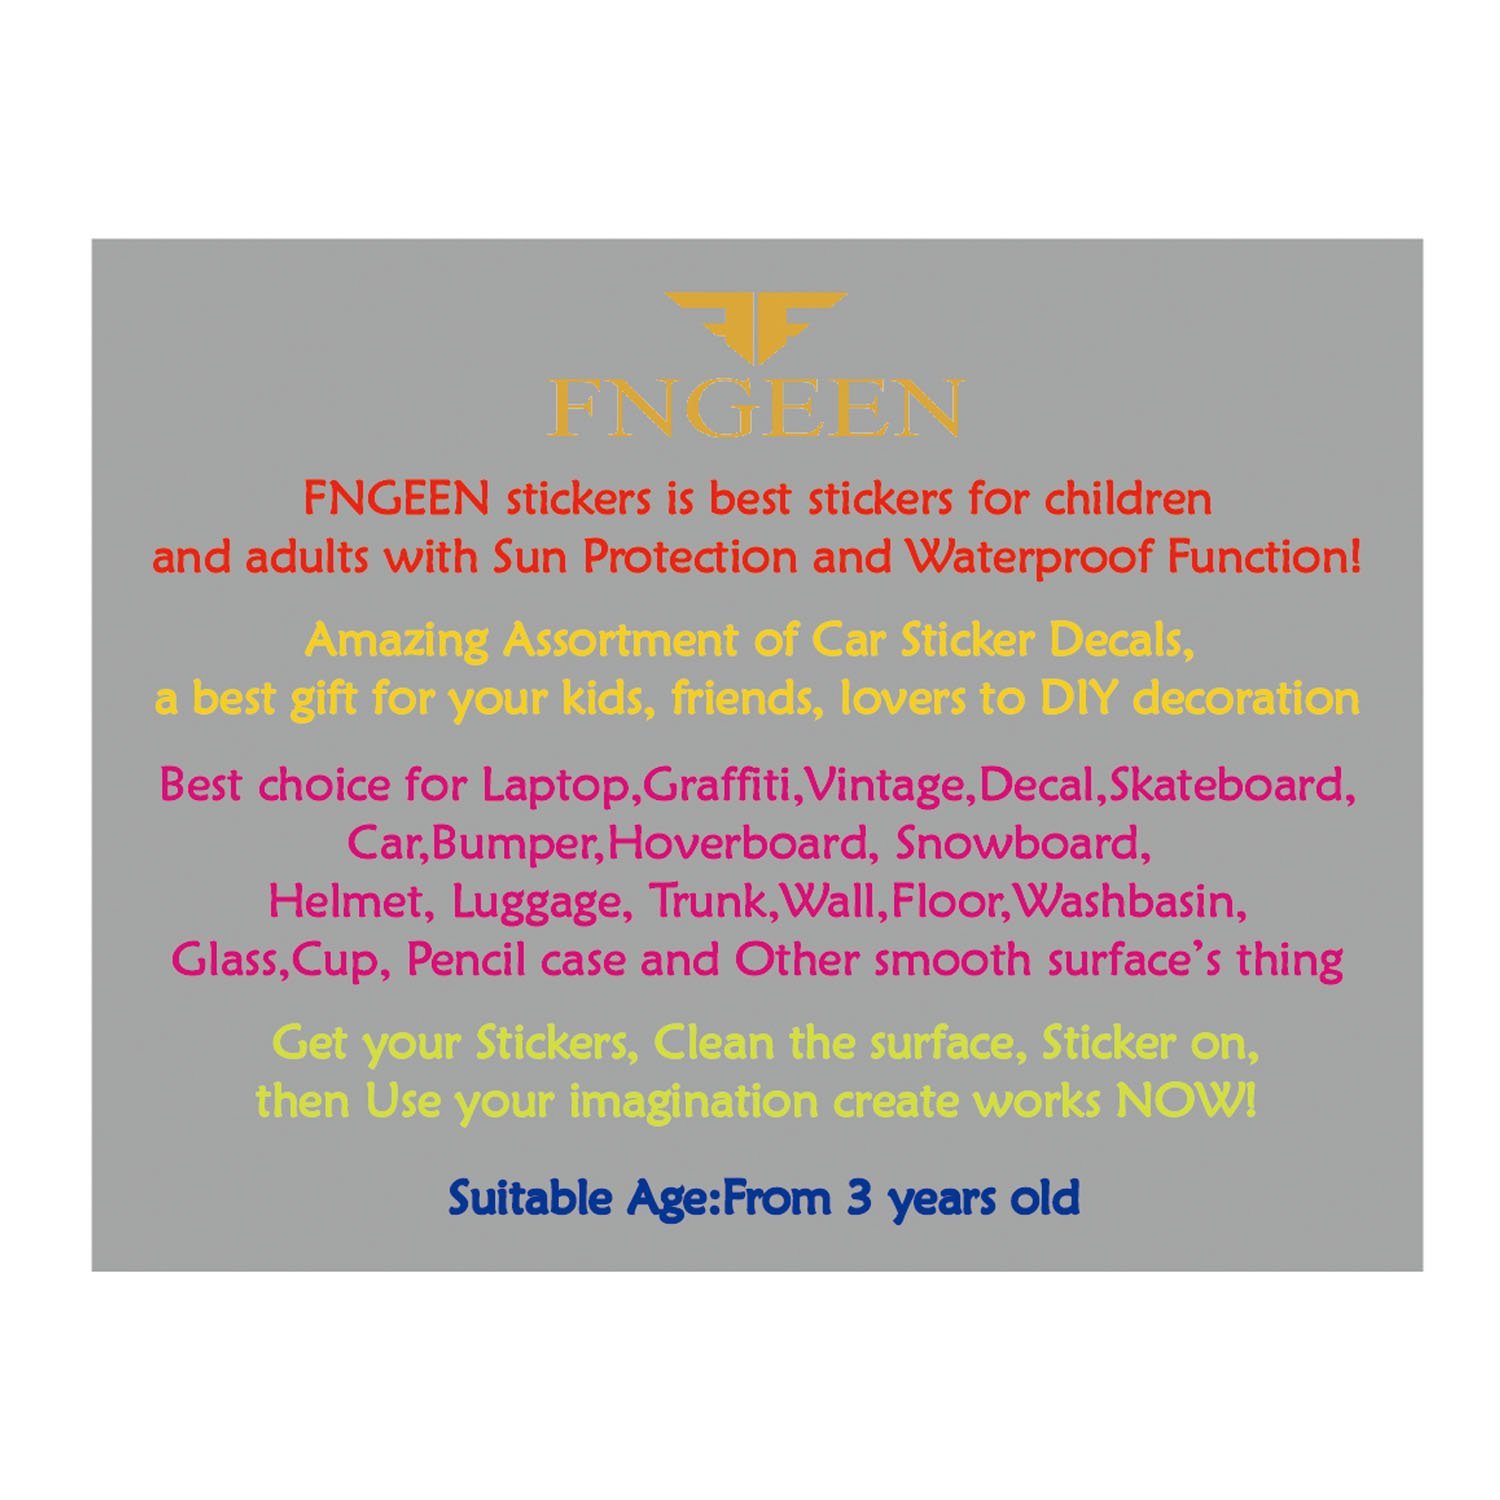 FNGEEN
FNGEEN stickers is best stickers for children
and adults with Sun Protection and Waterproof Function!
Amazing Assortment of Car Sticker Decals,
a best gift for your kids, friends, lovers to DIY decoration
Best choice for Laptop,Graffiti,Vintage,Decal,Skateboard,
Car,Bumper,Hoverboard, Snowboard,
Helmet, Luggage, Trunk,Wall,Floor,Washbasin,
Glass,Cup, Pencil case and Other smooth surface’s thing
Get your Stickers, Clean the surface, Sticker on,
then Use your imagination create works NOW!
Suitable Age:From 3 years old